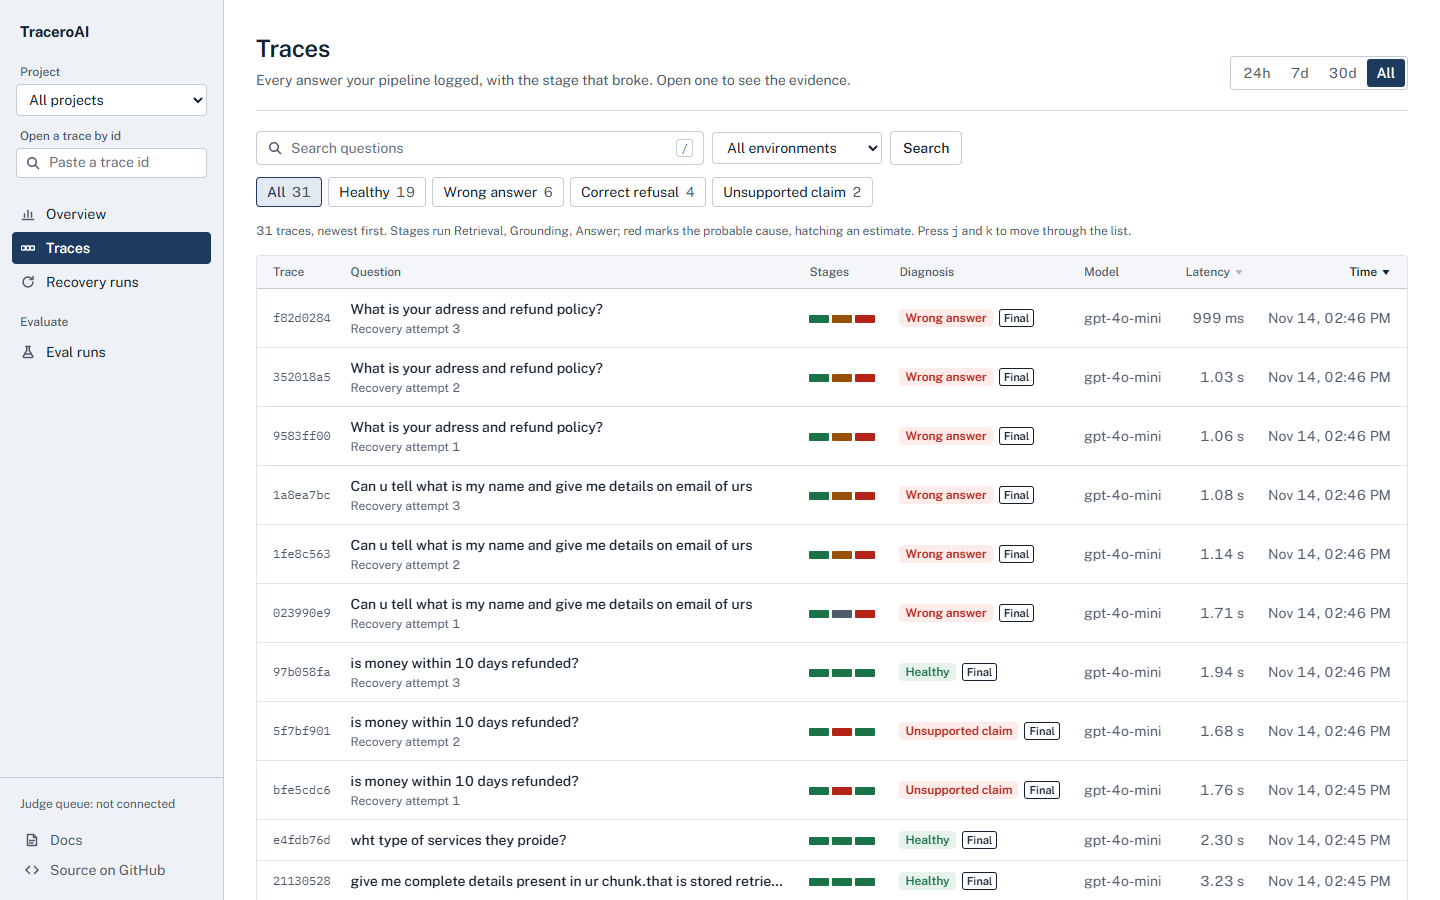 TraceroAI
Project
All projects
Open a trace by id
Paste a trace id
Overview
Traces
Recovery runs
Evaluate
Eval runs
Judge queue: not connected
Docs
Source on GitHub
Traces
Every answer your pipeline logged, with the stage that broke. Open one to see the evidence.
24h 7d 30d All
Search questions / All environments Search
All 31 Healthy 19 Wrong answer 6 Correct refusal 4 Unsupported claim 2
31 traces, newest first. Stages run Retrieval, Grounding, Answer; red marks the probable cause, hatching an estimate. Press j and k to move through the list.
Trace Question Stages Diagnosis Model Latency Time
f82d0284 What is your adress and refund policy? Wrong answer Final gpt-4o-mini 999 ms Nov 14, 02:46 PM
Recovery attempt 3
352018a5 What is your adress and refund policy? Wrong answer Final gpt-4o-mini 1.03 s Nov 14, 02:46 PM
Recovery attempt 2
9583ff00 What is your adress and refund policy? Wrong answer Final gpt-4o-mini 1.06 s Nov 14, 02:46 PM
Recovery attempt 1
1a8ea7bc Can u tell what is my name and give me details on email of urs Wrong answer Final gpt-4o-mini 1.08 s Nov 14, 02:46 PM
Recovery attempt 3
1fe8c563 Can u tell what is my name and give me details on email of urs Wrong answer Final gpt-4o-mini 1.14 s Nov 14, 02:46 PM
Recovery attempt 2
023990e9 Can u tell what is my name and give me details on email of urs Wrong answer Final gpt-4o-mini 1.71 s Nov 14, 02:46 PM
Recovery attempt 1
97b058fa is money within 10 days refunded? Healthy Final gpt-4o-mini 1.94 s Nov 14, 02:46 PM
Recovery attempt 3
5f7bf901 is money within 10 days refunded? Unsupported claim Final gpt-4o-mini 1.68 s Nov 14, 02:46 PM
Recovery attempt 2
bfe5cdc6 is money within 10 days refunded? Unsupported claim Final gpt-4o-mini 1.76 s Nov 14, 02:45 PM
Recovery attempt 1
e4fdb76d wht type of services they proide? Healthy Final gpt-4o-mini 2.30 s Nov 14, 02:45 PM
21130528 give me complete details present in ur chunk.that is stored retrie... Healthy Final gpt-4o-mini 3.23 s Nov 14, 02:45 PM